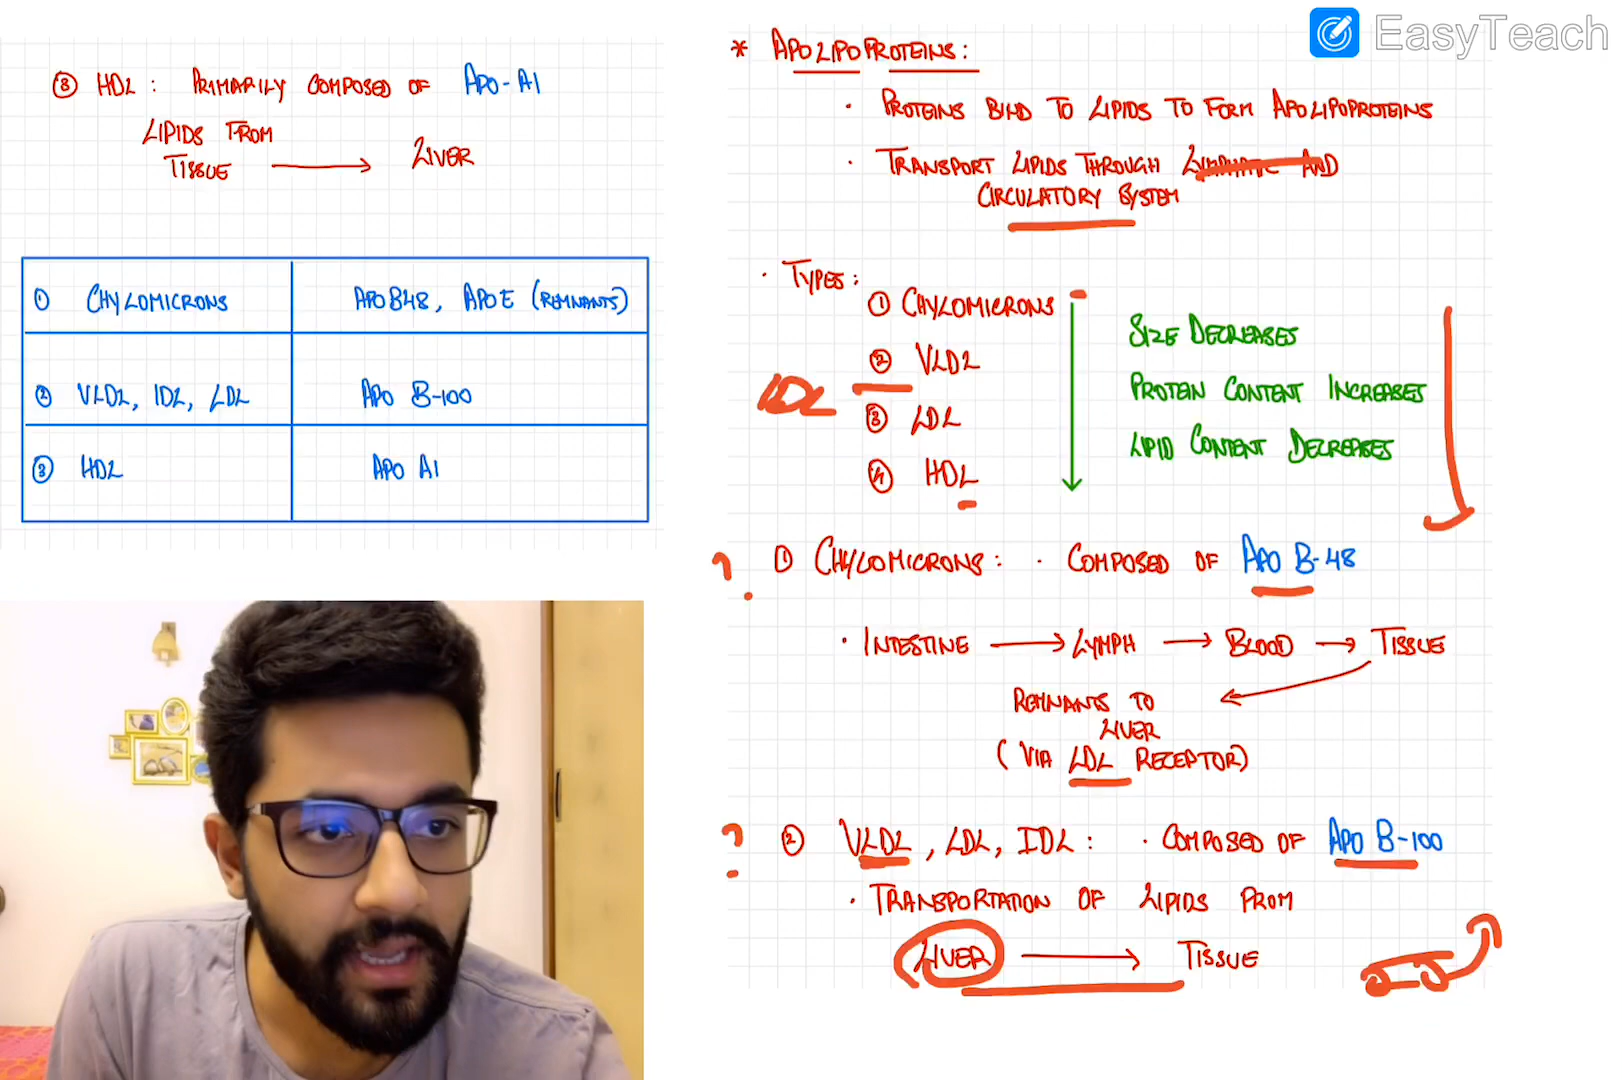 ③ HDL : PRIMARILY COMPOSED OF APO-A1
LIPIDS FROM
TISSUE → LIVER
① CHYLOMICRONS APO B48, APO E (REMNANTS)
② VLDL, IDL, LDL APO B-100
③ HDL APO A1
EasyTeach
* APOLIPOPROTEINS :
· PROTEINS BIND TO LIPIDS TO FORM APOLIPOPROTEINS
· TRANSPORT LIPIDS THROUGH LYMPHATIC AND
CIRCULATORY SYSTEM
· TYPES :
① CHYLOMICRONS
② VLDL
IDL
③ LDL
④ HDL
SIZE DECREASES
PROTEIN CONTENT INCREASES
LIPID CONTENT DECREASES
? ① CHYLOMICRONS : · COMPOSED OF APO B-48
· INTESTINE → LYMPH → BLOOD → TISSUE
REMNANTS TO
LIVER
(VIA LDL RECEPTOR)
? ② VLDL, LDL, IDL : · COMPOSED OF APO B-100
· TRANSPORTATION OF LIPIDS FROM
LIVER → TISSUE